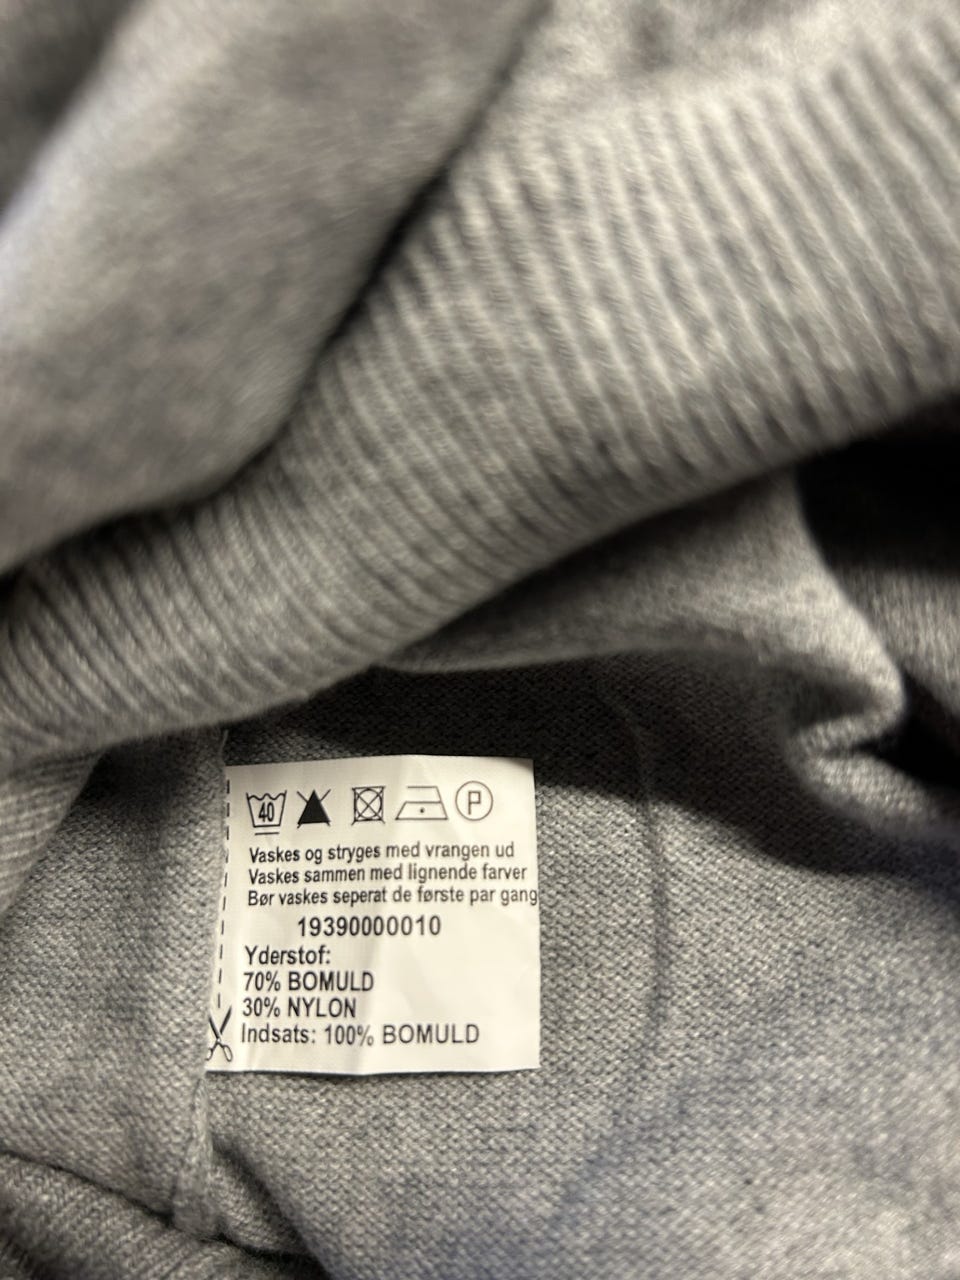 40 P
Vaskes og stryges med vrangen ud
Vaskes sammen med lignende farver
Bør vaskes seperat de første par gang
19390000010
Yderstof:
70% BOMULD
30% NYLON
Indsats: 100% BOMULD